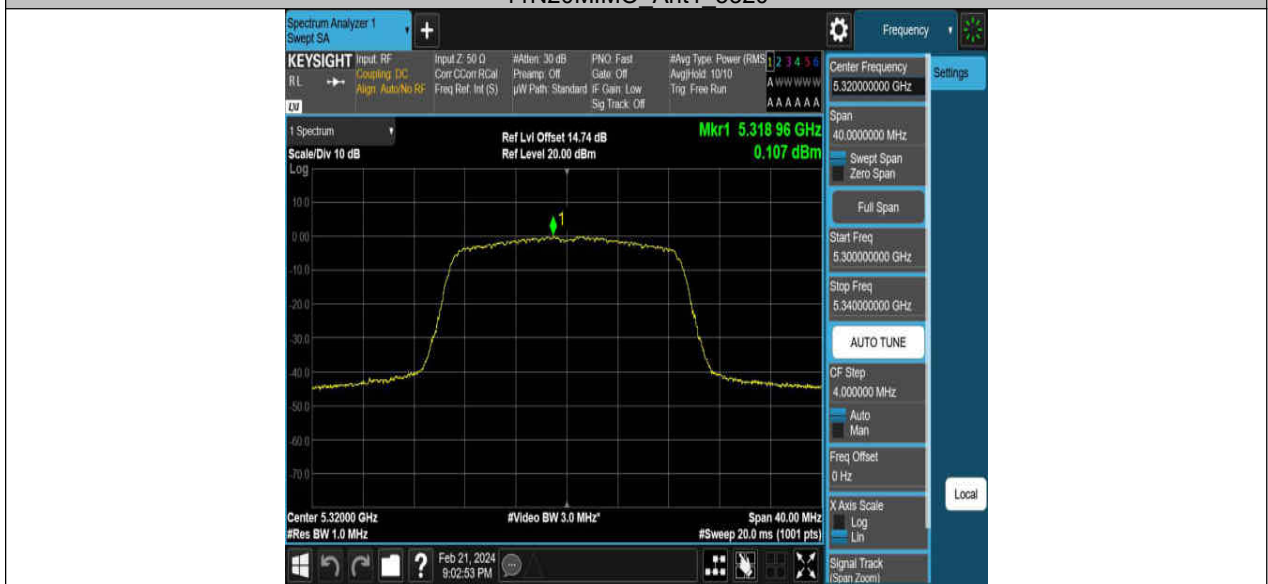 11N20MIMO_Ant1_5320
Spectrum Analyzer 1
Swept SA
+
Frequency
KEYSIGHT
RL
LXI
Input: RF
Coupling: DC
Align: Auto/No RF
Input Z: 50 Ω
Corr CCorr RCal
Freq Ref: Int (S)
#Atten: 30 dB
Preamp: Off
µW Path: Standard
PNO: Fast
Gate: Off
IF Gain: Low
Sig Track: Off
#Avg Type: Power (RMS
Avg|Hold: 10/10
Trig: Free Run
1 2 3 4 5 6
A W W W W W
A A A A A A
1 Spectrum
Scale/Div 10 dB
Log
Ref Lvl Offset 14.74 dB
Ref Level 20.00 dBm
Mkr1 5.318 96 GHz
0.107 dBm
1
10.0
0.00
-10.0
-20.0
-30.0
-40.0
-50.0
-60.0
-70.0
Center 5.32000 GHz
#Res BW 1.0 MHz
#Video BW 3.0 MHz*
Span 40.00 MHz
#Sweep 20.0 ms (1001 pts)
?
Feb 21, 2024
9:02:53 PM
Center Frequency
5.320000000 GHz
Settings
Span
40.0000000 MHz
Swept Span
Zero Span
Full Span
Start Freq
5.300000000 GHz
Stop Freq
5.340000000 GHz
AUTO TUNE
CF Step
4.000000 MHz
Auto
Man
Freq Offset
0 Hz
X Axis Scale
Log
Lin
Local
Signal Track
(Span Zoom)